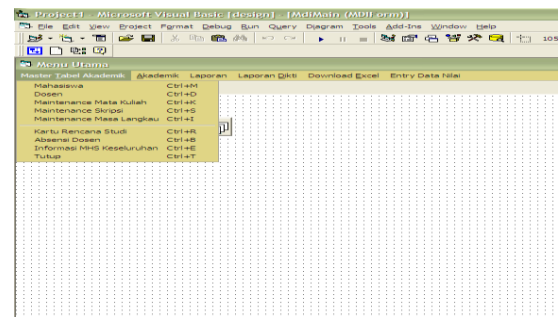 Project1 - Microsoft Visual Basic [design] - [MdiMain (MDIForm)]
File Edit View Project Format Debug Run Query Diagram Tools Add-Ins Window Help
105
Menu Utama
Master Tabel Akademik Akademik Laporan Laporan Dikti Download Excel Entry Data Nilai
Mahasiswa Ctrl+M
Dosen Ctrl+D
Maintenance Mata Kuliah Ctrl+K
Maintenance Skripsi Ctrl+S
Maintenance Masa Langkau Ctrl+I
Kartu Rencana Studi Ctrl+R
Absensi Dosen Ctrl+B
Informasi MHS Keseluruhan Ctrl+E
Tutup Ctrl+T